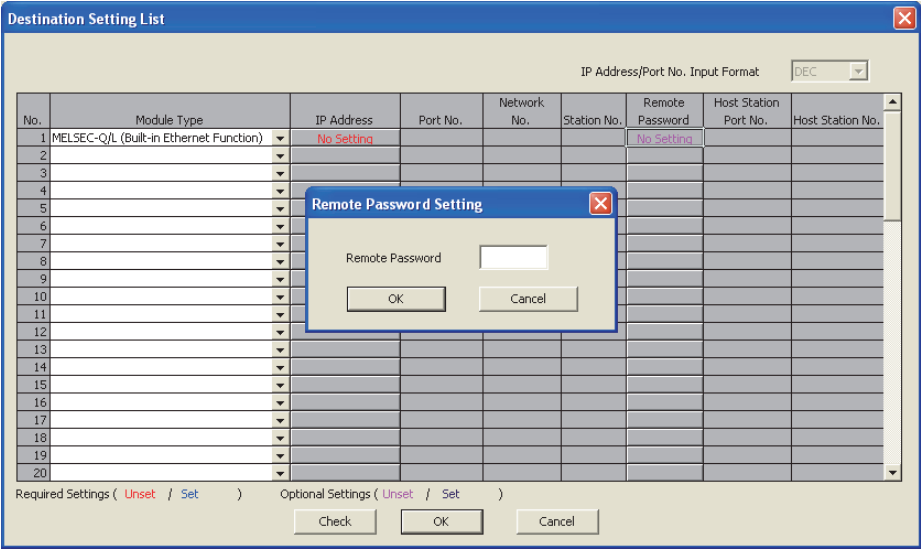 Destination Setting List
IP Address/Port No. Input Format DEC
No. Module Type IP Address Port No. Network No. Station No. Remote Password Host Station Port No. Host Station No.
1 MELSEC-Q/L (Built-in Ethernet Function) No Setting No Setting
2
3
4
Remote Password Setting
5
6
7
Remote Password
8
9
10
OK Cancel
11
12
13
14
15
16
17
18
19
20
Required Settings ( Unset / Set ) Optional Settings ( Unset / Set )
Check OK Cancel